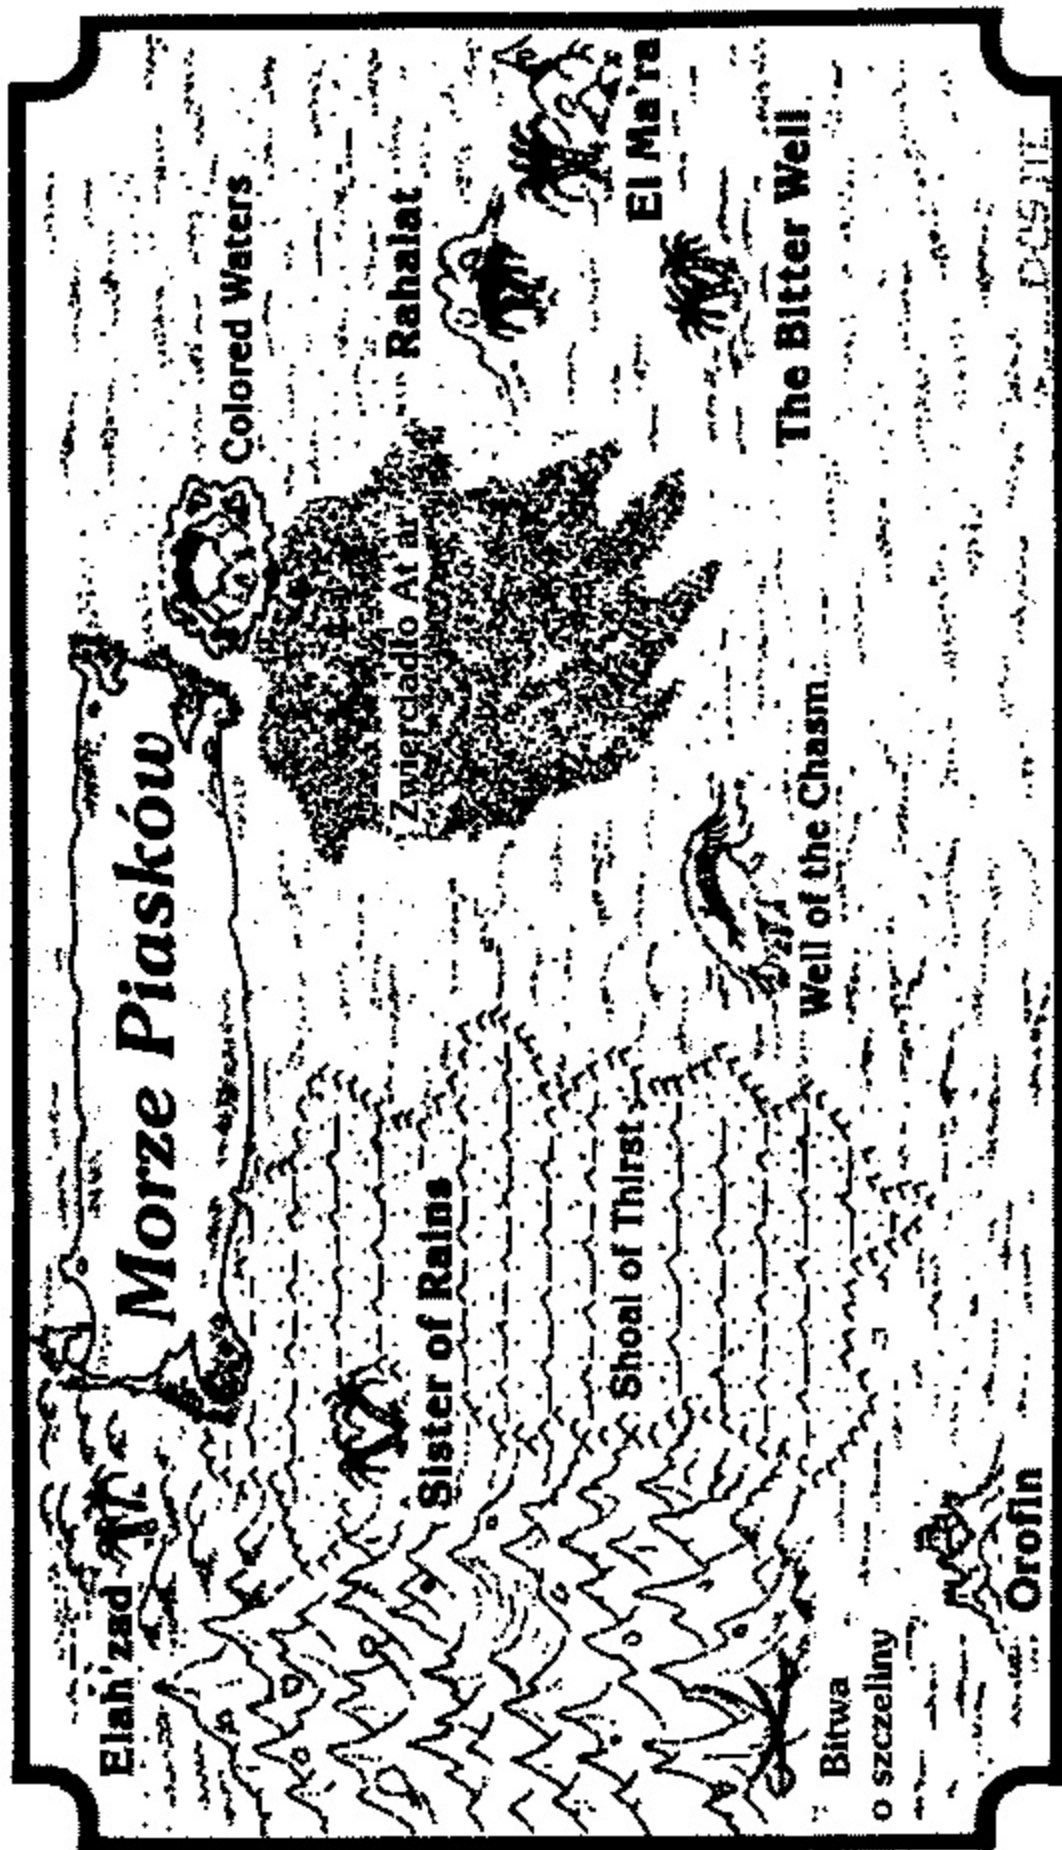 Elah'zad
Morze Piasków
Colored Waters
Rahalat
Zwierciadło At ar
Sister of Rains
Shoal of Thirst
El Ma'ra
The Bitter Well
Well of the Chasm
Bitwa
o szczeliny
Orofin